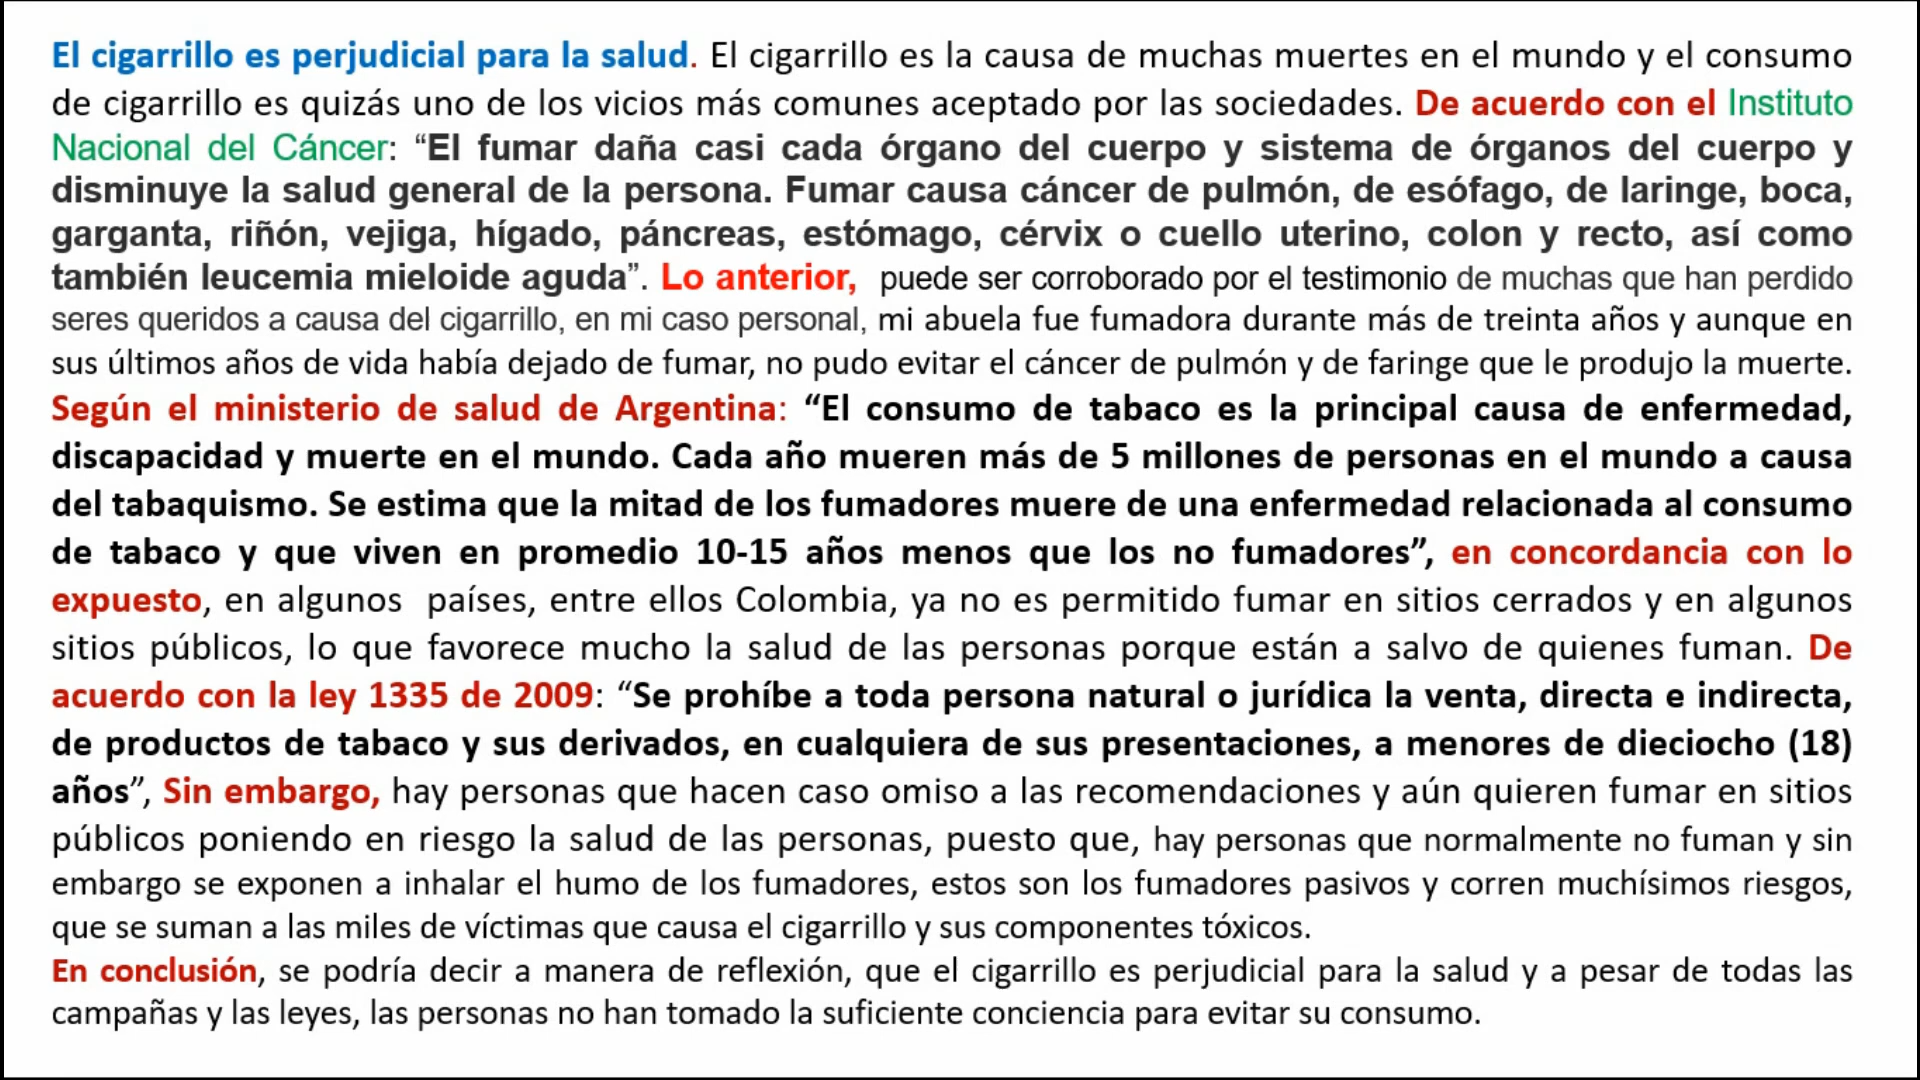 El cigarrillo es perjudicial para la salud. El cigarrillo es la causa de muchas muertes en el mundo y el consumo
de cigarrillo es quizás uno de los vicios más comunes aceptado por las sociedades. De acuerdo con el Instituto
Nacional del Cáncer: “El fumar daña casi cada órgano del cuerpo y sistema de órganos del cuerpo y
disminuye la salud general de la persona. Fumar causa cáncer de pulmón, de esófago, de laringe, boca,
garganta, riñón, vejiga, hígado, páncreas, estómago, cérvix o cuello uterino, colon y recto, así como
también leucemia mieloide aguda”. Lo anterior, puede ser corroborado por el testimonio de muchas que han perdido
seres queridos a causa del cigarrillo, en mi caso personal, mi abuela fue fumadora durante más de treinta años y aunque en
sus últimos años de vida había dejado de fumar, no pudo evitar el cáncer de pulmón y de faringe que le produjo la muerte.
Según el ministerio de salud de Argentina: “El consumo de tabaco es la principal causa de enfermedad,
discapacidad y muerte en el mundo. Cada año mueren más de 5 millones de personas en el mundo a causa
del tabaquismo. Se estima que la mitad de los fumadores muere de una enfermedad relacionada al consumo
de tabaco y que viven en promedio 10-15 años menos que los no fumadores”, en concordancia con lo
expuesto, en algunos países, entre ellos Colombia, ya no es permitido fumar en sitios cerrados y en algunos
sitios públicos, lo que favorece mucho la salud de las personas porque están a salvo de quienes fuman. De
acuerdo con la ley 1335 de 2009: “Se prohíbe a toda persona natural o jurídica la venta, directa e indirecta,
de productos de tabaco y sus derivados, en cualquiera de sus presentaciones, a menores de dieciocho (18)
años”, Sin embargo, hay personas que hacen caso omiso a las recomendaciones y aún quieren fumar en sitios
públicos poniendo en riesgo la salud de las personas, puesto que, hay personas que normalmente no fuman y sin
embargo se exponen a inhalar el humo de los fumadores, estos son los fumadores pasivos y corren muchísimos riesgos,
que se suman a las miles de víctimas que causa el cigarrillo y sus componentes tóxicos.
En conclusión, se podría decir a manera de reflexión, que el cigarrillo es perjudicial para la salud y a pesar de todas las
campañas y las leyes, las personas no han tomado la suficiente conciencia para evitar su consumo.